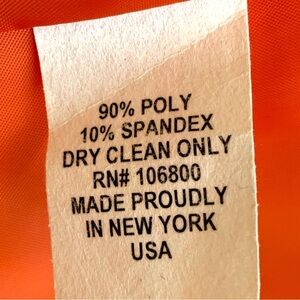 90% POLY
10% SPANDEX
DRY CLEAN ONLY
RN# 106800
MADE PROUDLY
IN NEW YORK
USA